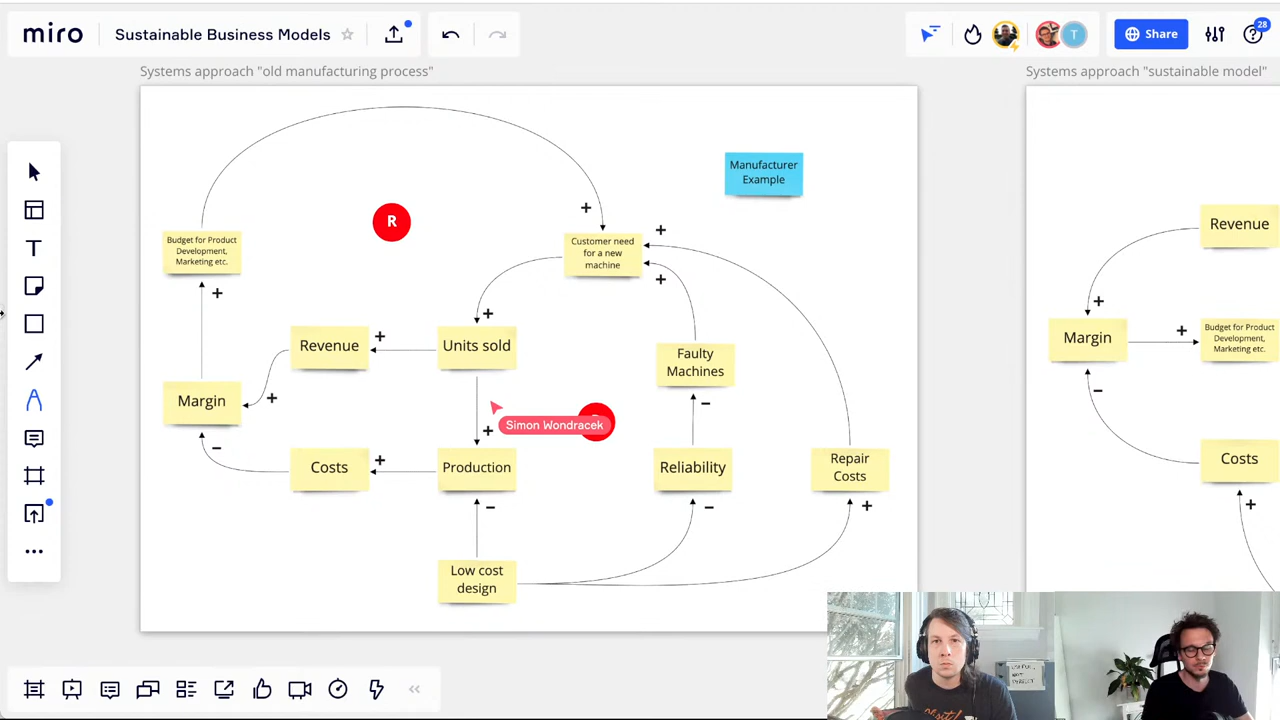 miro
Sustainable Business Models
Share
28
T
Systems approach "old manufacturing process"
Systems approach "sustainable model"
Manufacturer
Example
R
+
+
Budget for Product
Development,
Marketing etc.
Customer need
for a new
machine
+
+
+
+
Revenue
+
Units sold
Faulty
Machines
Margin
+
−
Simon Wondracek
+
−
Costs
+
Production
Reliability
Repair
Costs
−
−
+
Low cost
design
Revenue
+
Margin
+
Budget for Product
Development,
Marketing etc.
−
Costs
+